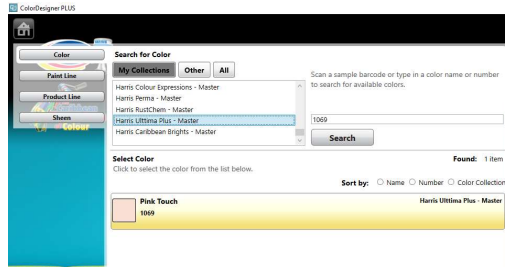 ColorDesigner PLUS
HOME
Color
Paint Line
Product Line
Sheen
Colour
Search for Color
My Collections Other All
Harris Colour Expressions - Master
Harris Perma - Master
Harris RustChem - Master
Harris Ulttima Plus - Master
Harris Caribbean Brights - Master
Scan a sample barcode or type in a color name or number
to search for available colors.
1069
Search
Select Color
Found: 1 item
Click to select the color from the list below.
Sort by: Name Number Color Collection
Pink Touch
1069
Harris Ulttima Plus - Master